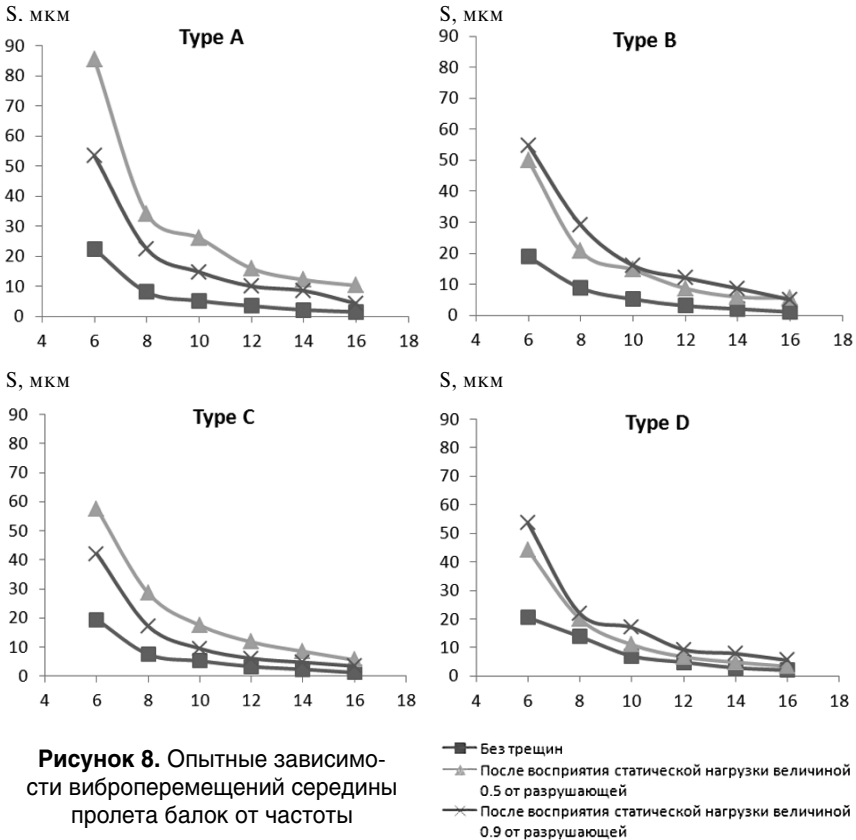 S. мкм
Type A
90
80
70
60
50
40
30
20
10
0
4 6 8 10 12 14 16 18
S, мкм
Type B
90
80
70
60
50
40
30
20
10
0
4 6 8 10 12 14 16 18
S, мкм
Type C
90
80
70
60
50
40
30
20
10
0
4 6 8 10 12 14 16 18
S, мкм
Type D
90
80
70
60
50
40
30
20
10
0
4 6 8 10 12 14 16 18
Рисунок 8. Опытные зависимо-
сти виброперемещений середины
пролета балок от частоты
Без трещин
После восприятия статической нагрузки величиной
0.5 от разрушающей
После восприятия статической нагрузки величиной
0.9 от разрушающей